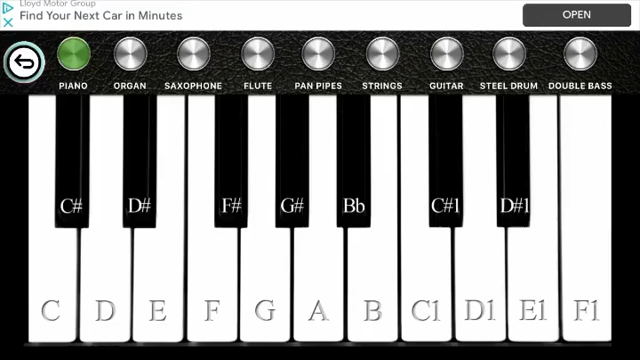 Lloyd Motor Group
Find Your Next Car in Minutes
OPEN
PIANO ORGAN SAXOPHONE FLUTE PAN PIPES STRINGS GUITAR STEEL DRUM DOUBLE BASS
C# D# F# G# Bb C#1 D#1
C D E F G A B C1 D1 E1 F1